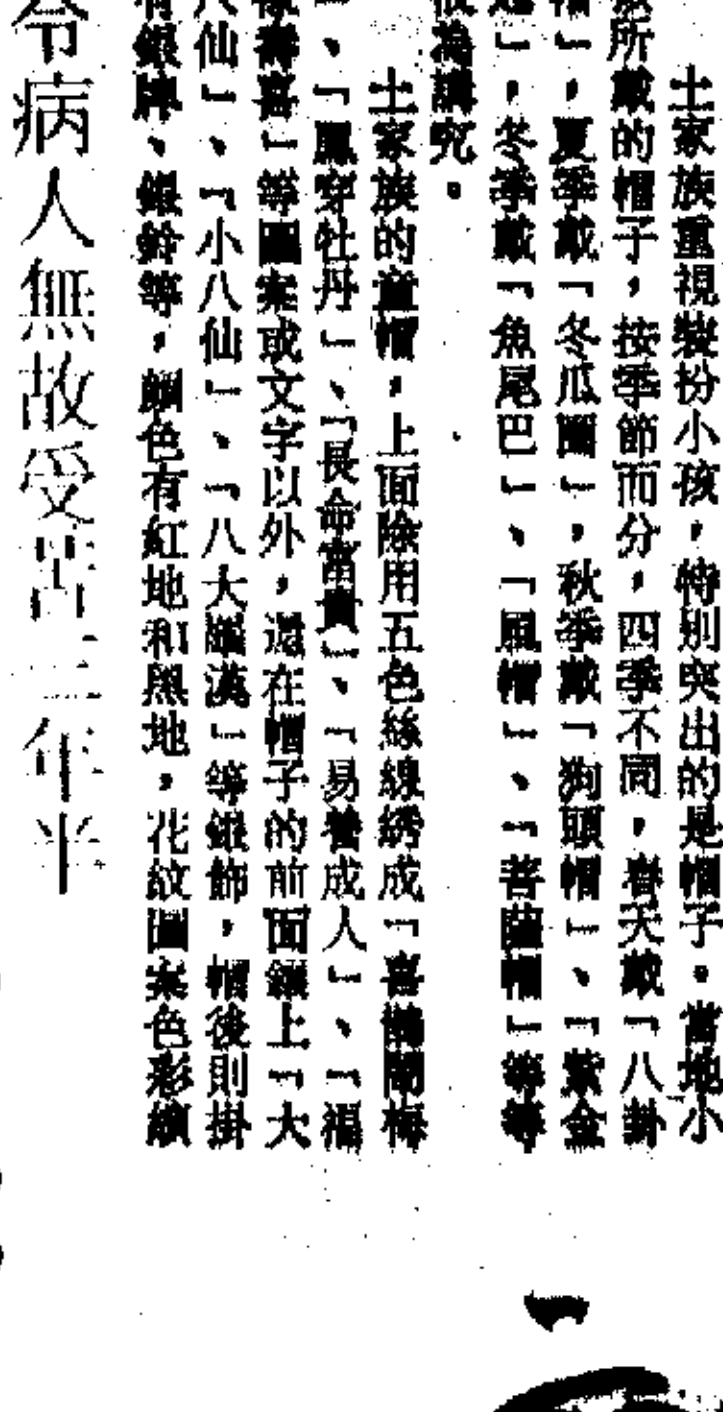 土家族重視裝扮小孩，特別突出的是帽子。當地小
所戴的帽子，按季節而分，四季不同，春天戴「八卦
帽」，夏季戴「冬瓜圈」，秋季戴「狗頭帽」、「紫金
」，冬季戴「魚尾巴」、「風帽」、「菩薩帽」等等
很為講究。
土家族的童帽，上面除用五色絲線綉成「喜鵲鬧梅
」、「鳳穿牡丹」、「長命富貴」、「易養成人」、「福
祿壽喜」等圖案或文字以外，還在帽子的前面鑲上「大
八仙」、「小八仙」、「八大羅漢」等銀飾，帽後則掛
有銀牌、銀鈴等，顏色有紅地和黑地，花紋圖案色彩繽
令病人無故受苦三年半